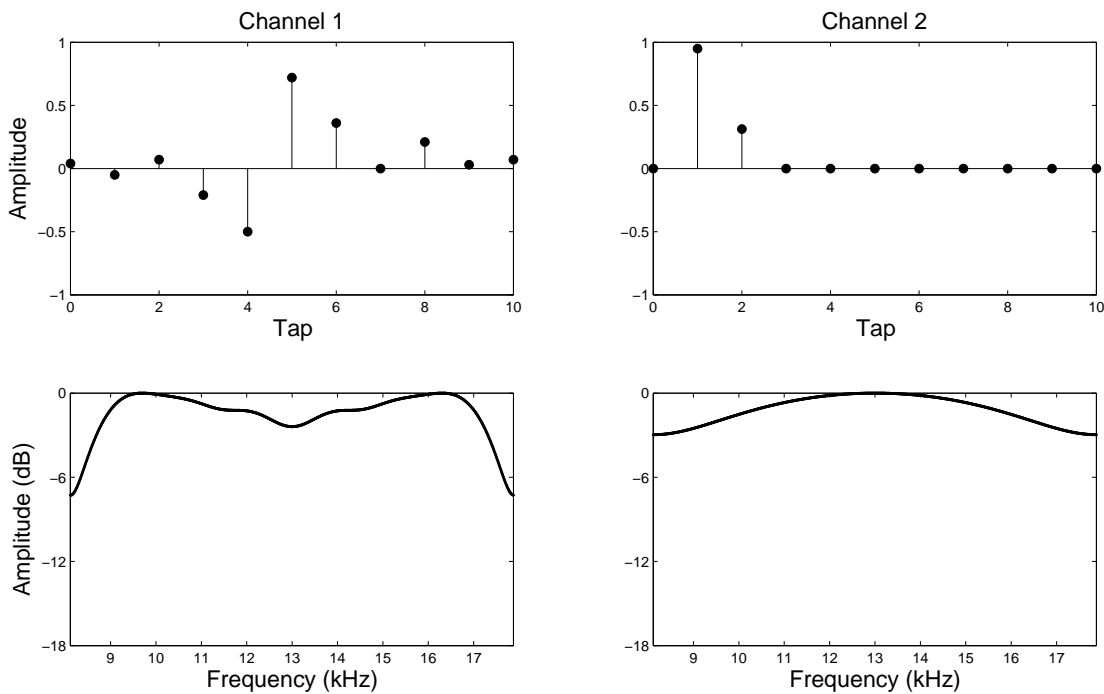 Channel 1
Channel 2
1
0.5
0
−0.5
−1
Amplitude
0 2 4 6 8 10
Tap
1
0.5
0
−0.5
−1
0 2 4 6 8 10
Tap
0
−6
−12
−18
Amplitude (dB)
9 10 11 12 13 14 15 16 17
Frequency (kHz)
0
−6
−12
−18
9 10 11 12 13 14 15 16 17
Frequency (kHz)